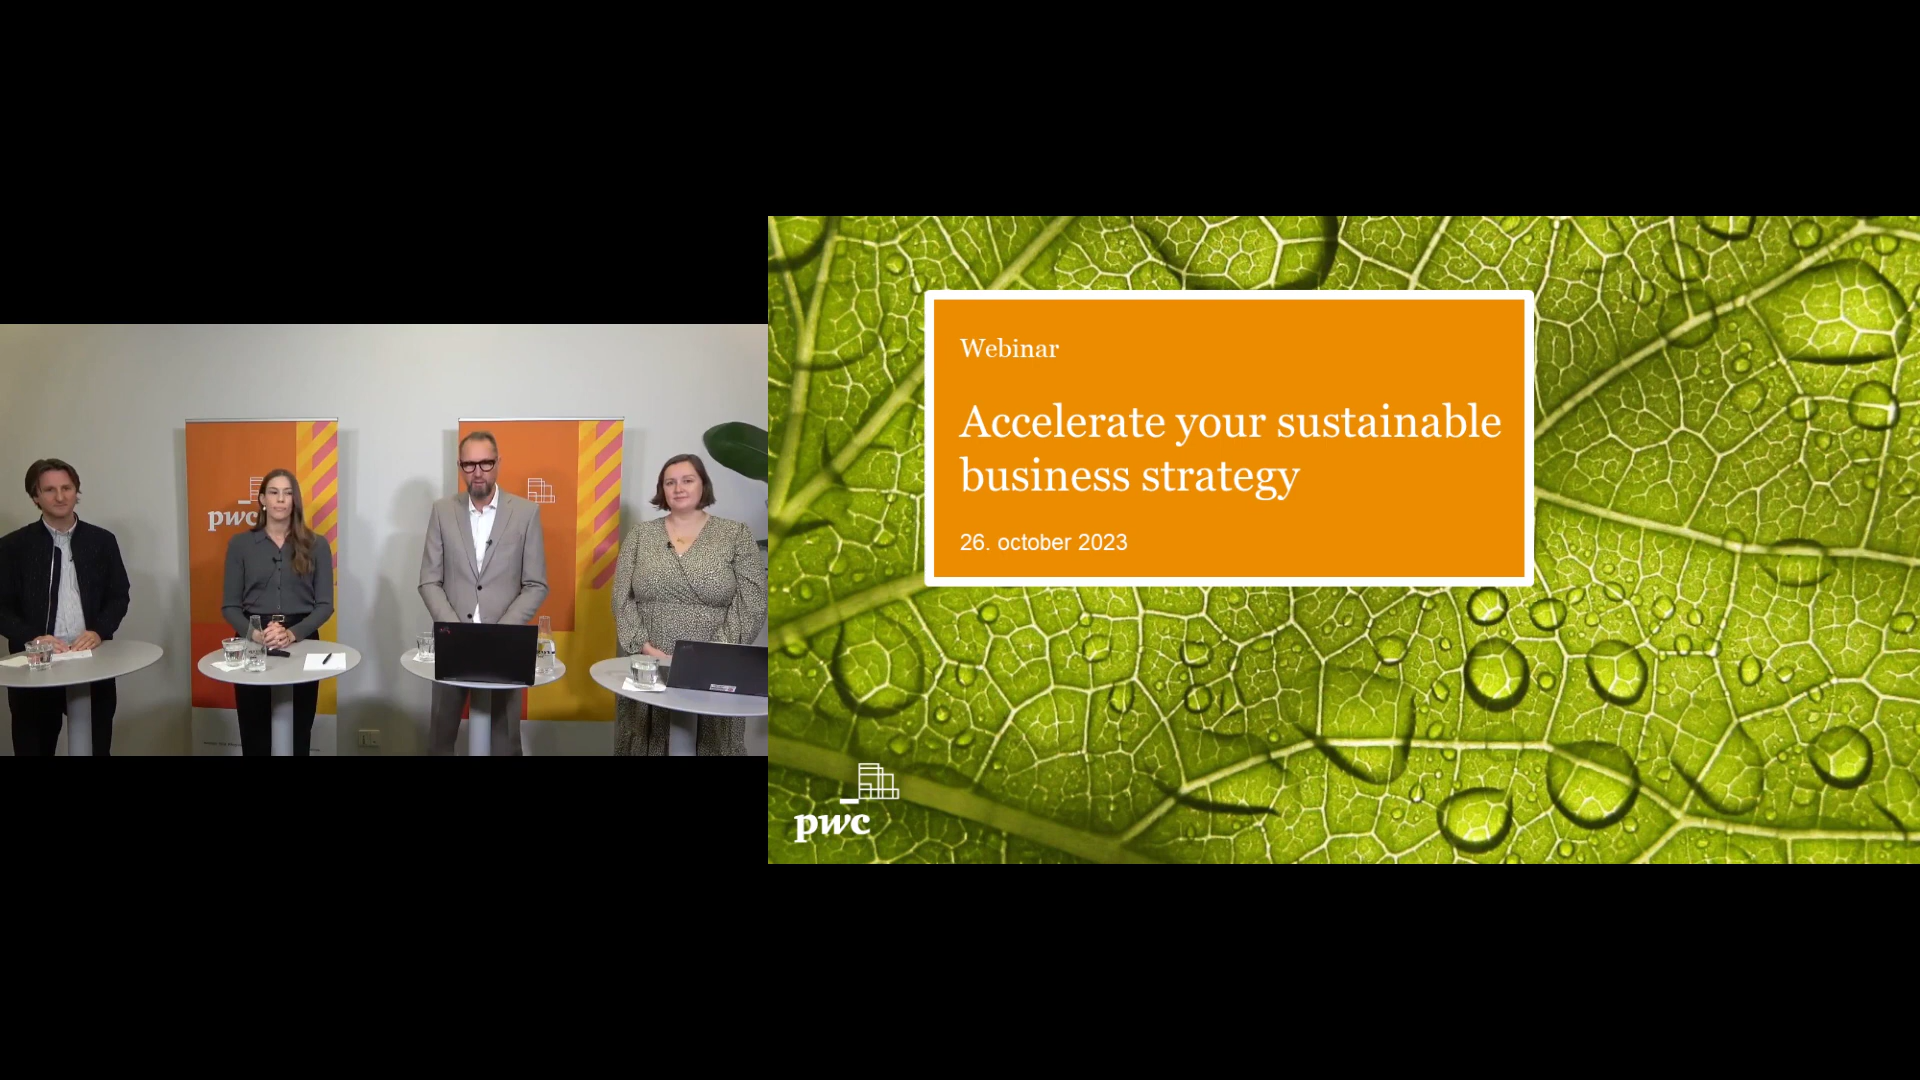 pwc
Webinar
Accelerate your sustainable
business strategy
26. october 2023
pwc